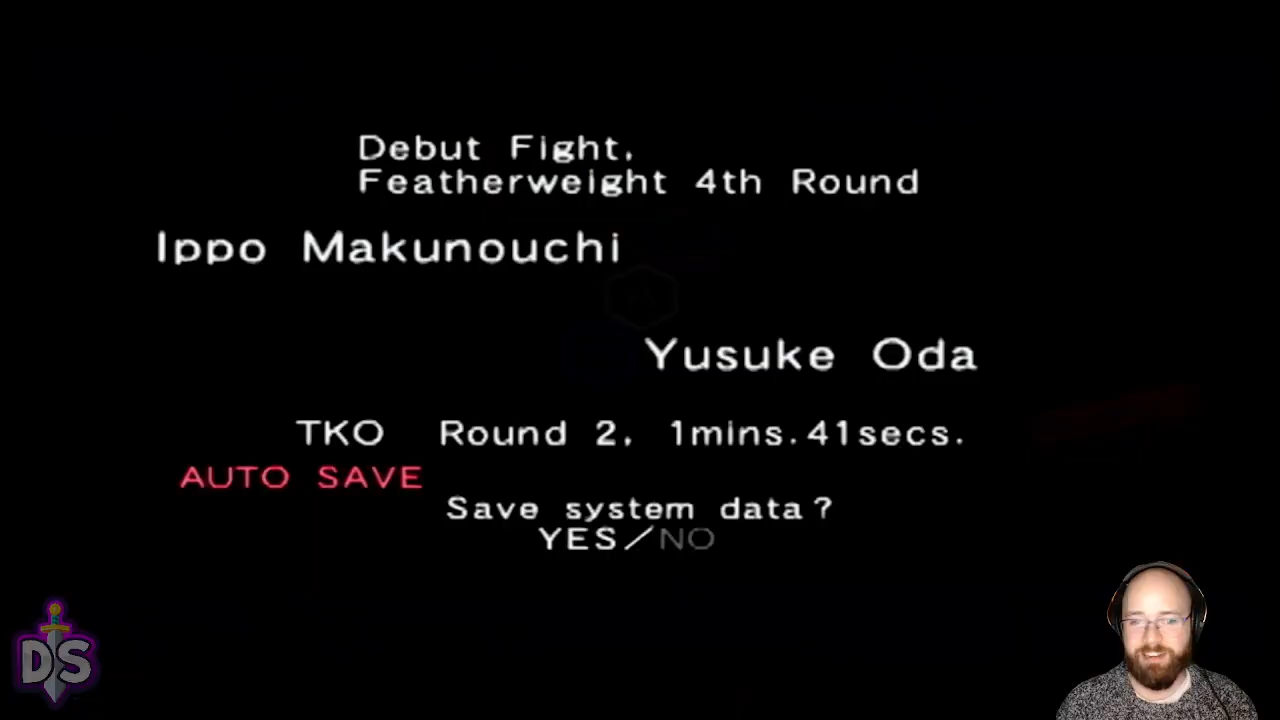 Debut Fight,
Featherweight 4th Round
Ippo Makunouchi
Yusuke Oda
TKO Round 2, 1mins.41secs.
AUTO SAVE
Save system data?
YES/NO
DS